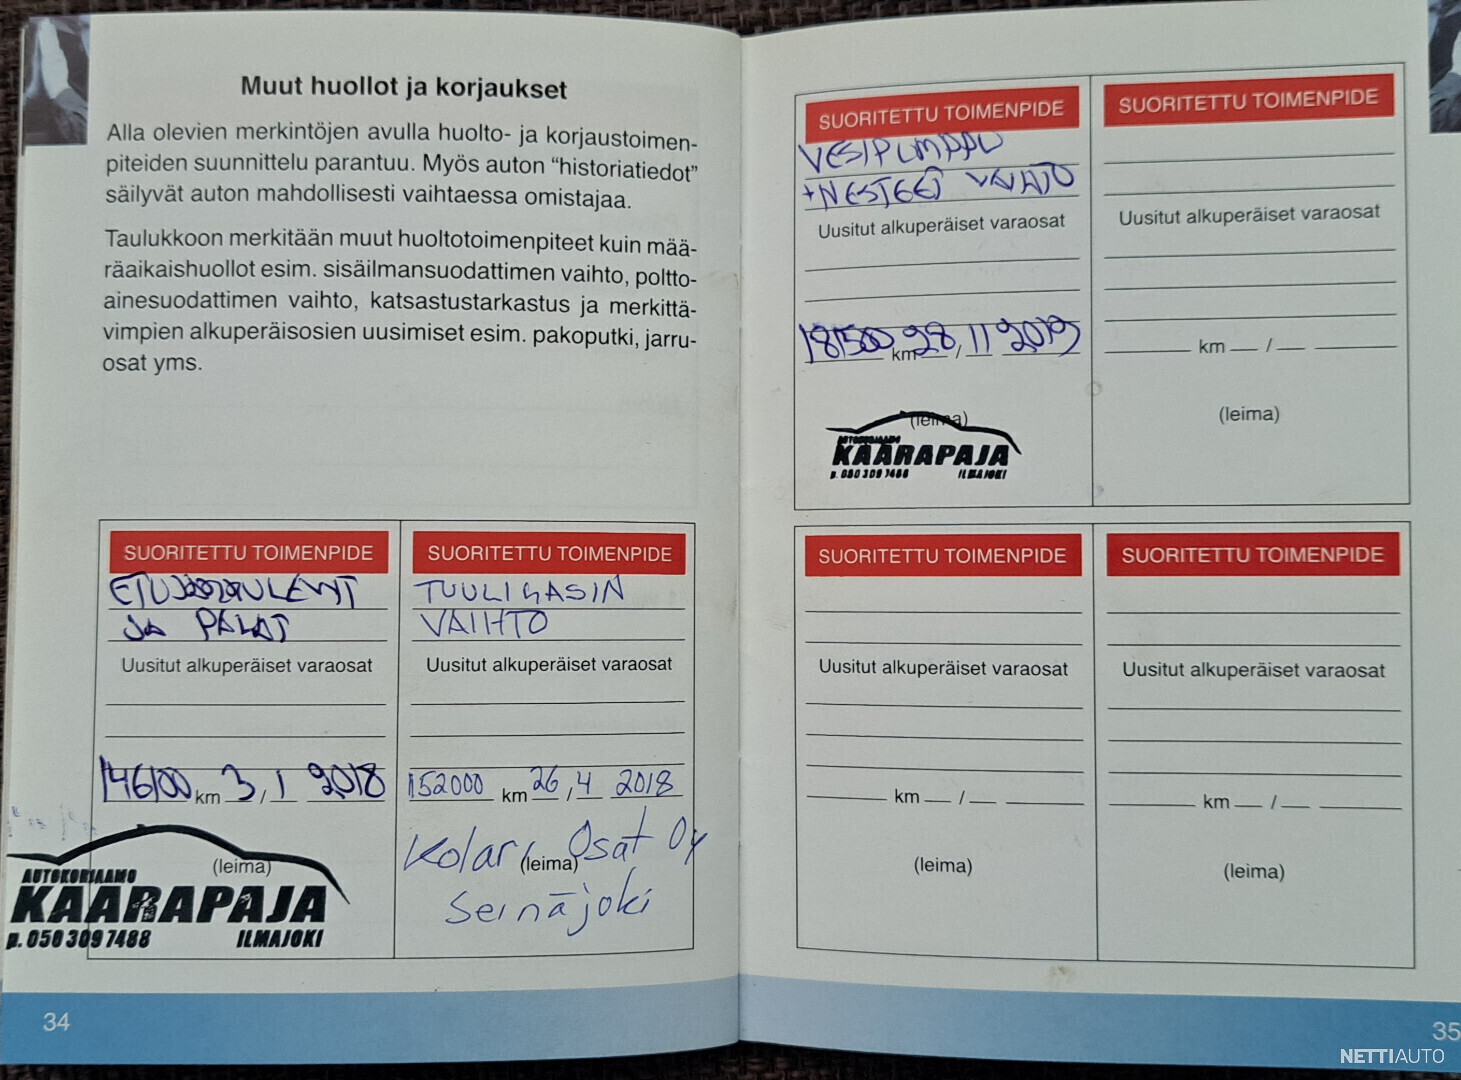 Muut huollot ja korjaukset
Alla olevien merkintöjen avulla huolto- ja korjaustoimen-
piteiden suunnittelu parantuu. Myös auton "historiatiedot"
säilyvät auton mahdollisesti vaihtaessa omistajaa.
Taulukkoon merkitään muut huoltotoimenpiteet kuin mää-
räaikaishuollot esim. sisäilmansuodattimen vaihto, poltto-
ainesuodattimen vaihto, katsastustarkastus ja merkittä-
vimpien alkuperäisosien uusimiset esim. pakoputki, jarru-
osat yms.
SUORITETTU TOIMENPIDE
ETUJARRULEVYT
JA PALAT
Uusitut alkuperäiset varaosat
146100 km 3 / 1 2018
(leima)
AUTOKORJAAMO
KAARAPAJA
p. 050 309 7488 ILMAJOKI
SUORITETTU TOIMENPIDE
TUULILASIN
VAIHTO
Uusitut alkuperäiset varaosat
152000 km 26 / 4 2018
Kolari Osat Oy
(leima)
Seinäjoki
34
SUORITETTU TOIMENPIDE
VESIPUMPPU
+NESTEET VAIHTO
Uusitut alkuperäiset varaosat
181500 km 28 / 11 2019
(leima)
AUTOKORJAAMO
KAARAPAJA
p. 050 309 7488 ILMAJOKI
SUORITETTU TOIMENPIDE
Uusitut alkuperäiset varaosat
km / 
(leima)
SUORITETTU TOIMENPIDE
Uusitut alkuperäiset varaosat
km / 
(leima)
SUORITETTU TOIMENPIDE
Uusitut alkuperäiset varaosat
km / 
(leima)
35
NETTIAUTO